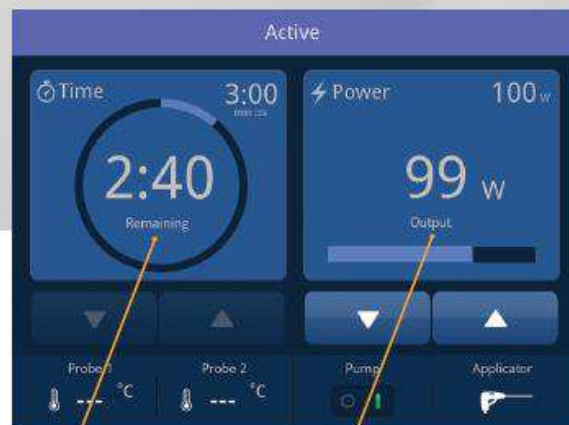 Active
Time 3:00
2:40
Remaining
Power 100 W
99 W
Output
Probe 1
--- °C
Probe 2
--- °C
Pump
Applicator